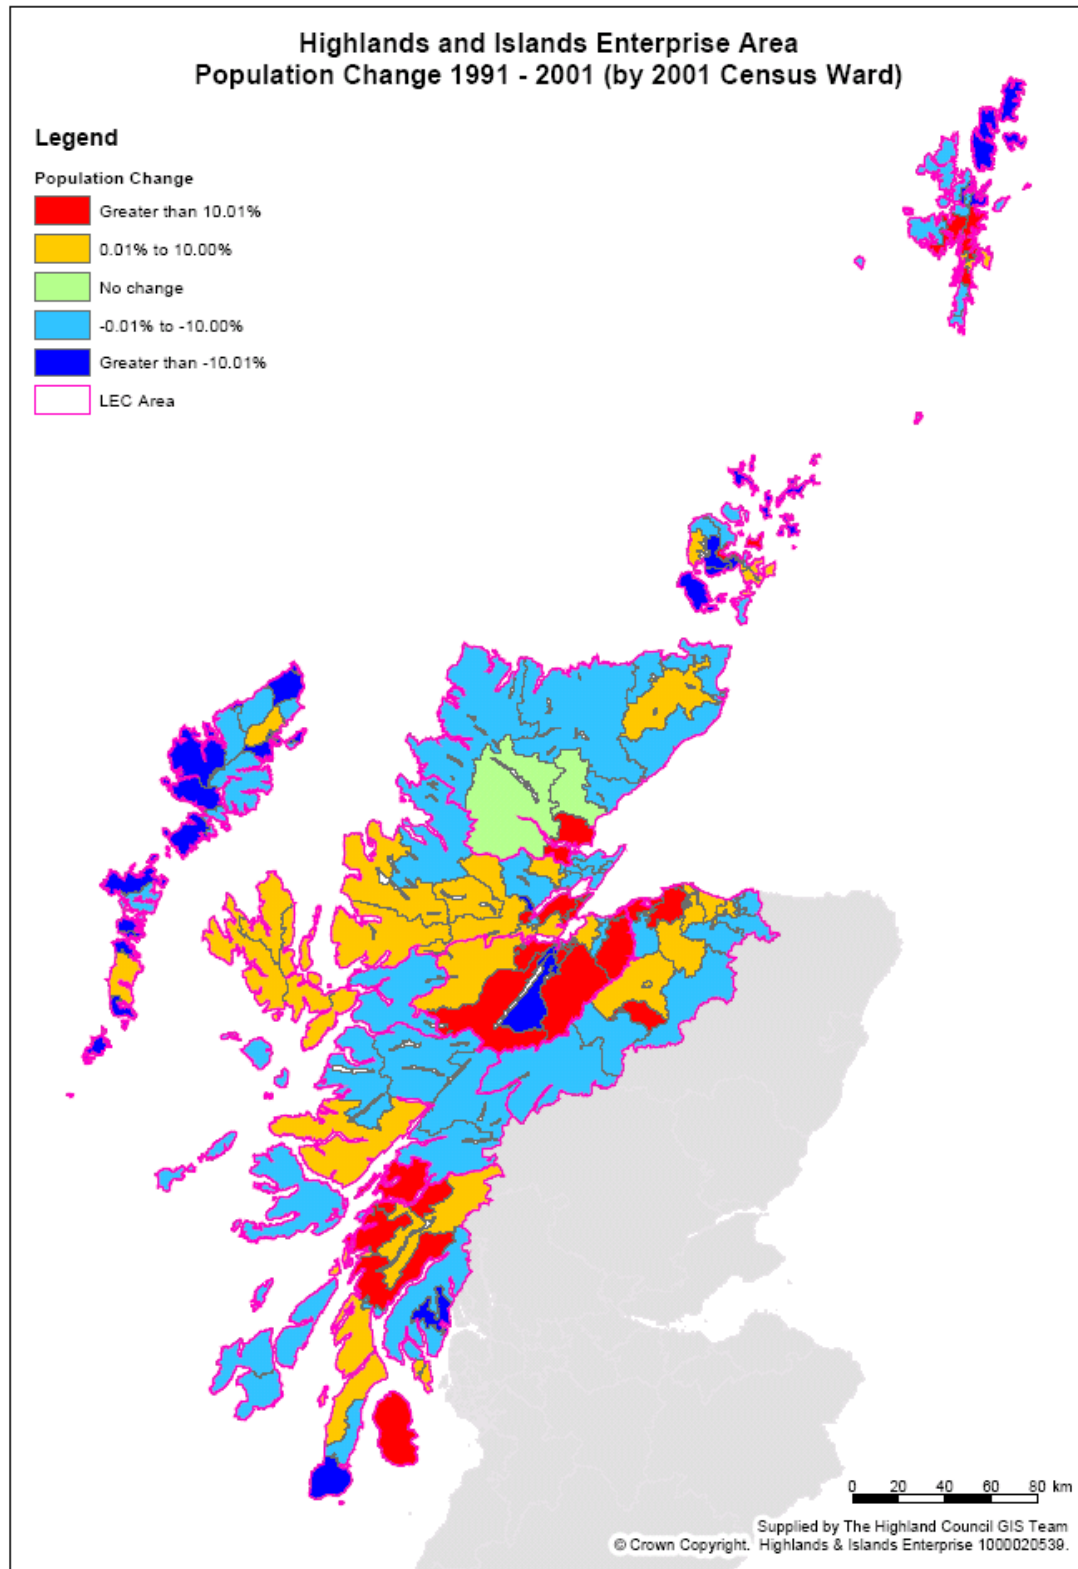 Highlands and Islands Enterprise Area
Population Change 1991 - 2001 (by 2001 Census Ward)
Legend
Population Change
Greater than 10.01%
0.01% to 10.00%
No change
-0.01% to -10.00%
Greater than -10.01%
LEC Area
0 20 40 60 80 km
Supplied by The Highland Council GIS Team
© Crown Copyright. Highlands & Islands Enterprise 1000020539.